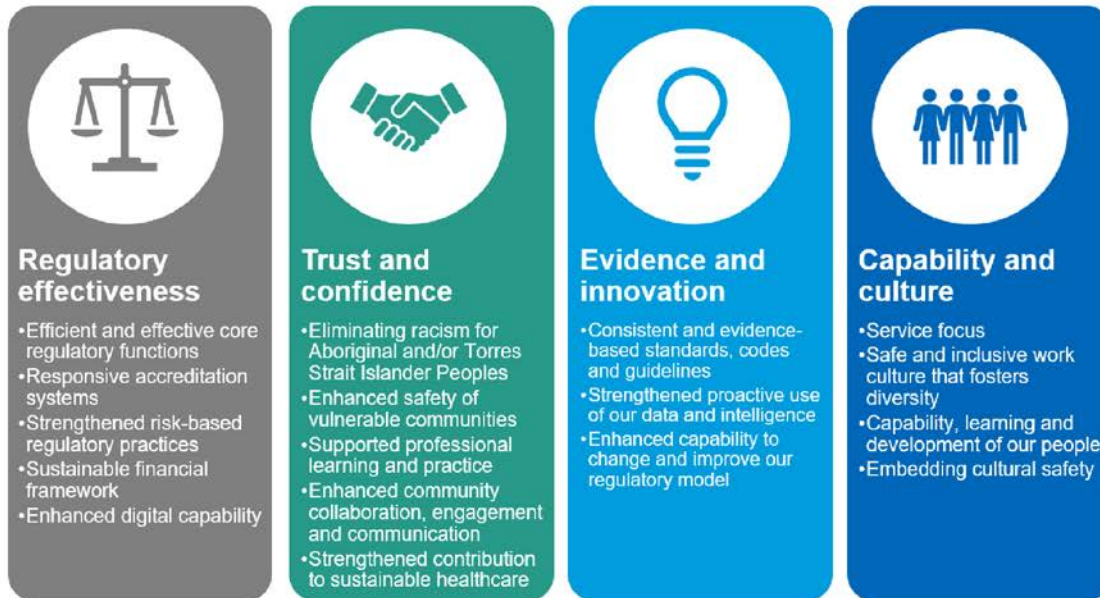 Regulatory
effectiveness
•Efficient and effective core
regulatory functions
•Responsive accreditation
systems
•Strengthened risk-based
regulatory practices
•Sustainable financial
framework
•Enhanced digital capability
Trust and
confidence
•Eliminating racism for
Aboriginal and/or Torres
Strait Islander Peoples
•Enhanced safety of
vulnerable communities
•Supported professional
learning and practice
•Enhanced community
collaboration, engagement
and communication
•Strengthened contribution
to sustainable healthcare
Evidence and
innovation
•Consistent and evidence-
based standards, codes
and guidelines
•Strengthened proactive use
of our data and intelligence
•Enhanced capability to
change and improve our
regulatory model
Capability and
culture
•Service focus
•Safe and inclusive work
culture that fosters
diversity
•Capability, learning and
development of our people
•Embedding cultural safety